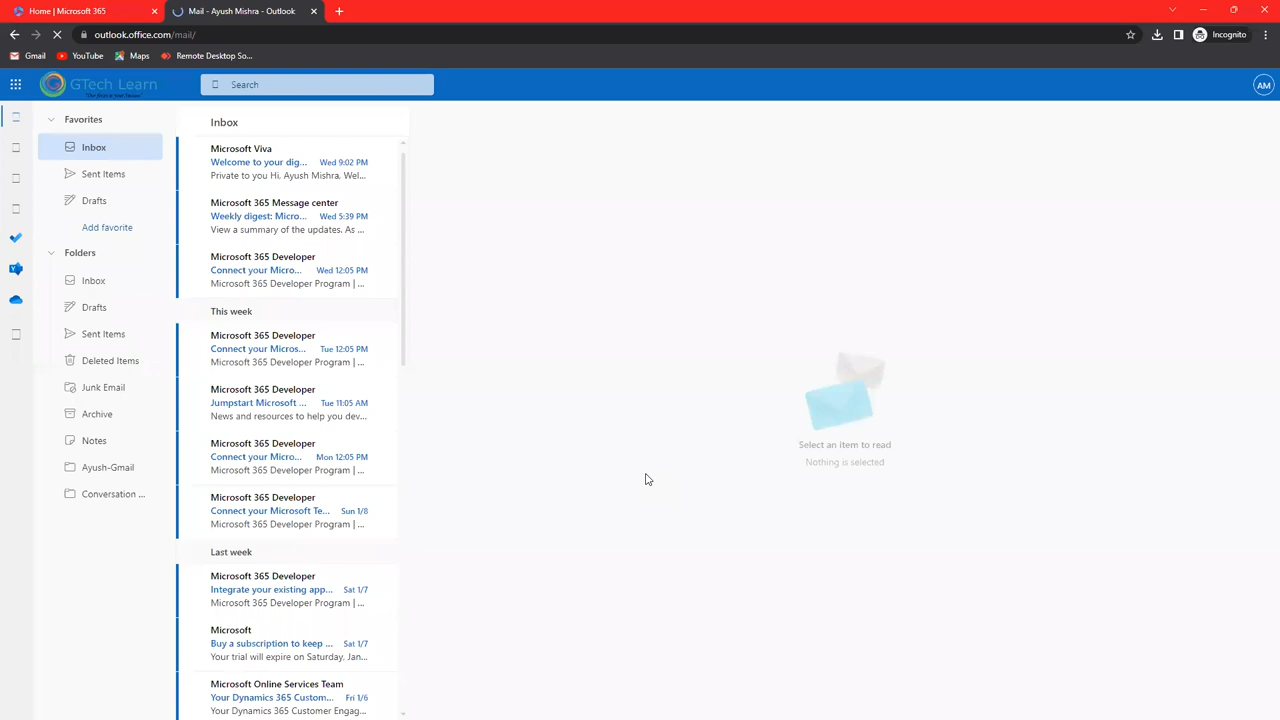 Home | Microsoft 365
Mail - Ayush Mishra - Outlook
outlook.office.com/mail/
Incognito
Gmail
YouTube
Maps
Remote Desktop So...
GTech Learn
Search
AM
Favorites
Inbox
Sent Items
Drafts
Add favorite
Folders
Inbox
Drafts
Sent Items
Deleted Items
Junk Email
Archive
Notes
Ayush-Gmail
Conversation ...
Inbox
Microsoft Viva
Welcome to your dig... Wed 9:02 PM
Private to you Hi, Ayush Mishra, Wel...
Microsoft 365 Message center
Weekly digest: Micro... Wed 5:39 PM
View a summary of the updates. As ...
Microsoft 365 Developer
Connect your Micro... Wed 12:05 PM
Microsoft 365 Developer Program | ...
This week
Microsoft 365 Developer
Connect your Micros... Tue 12:05 PM
Microsoft 365 Developer Program | ...
Microsoft 365 Developer
Jumpstart Microsoft ... Tue 11:05 AM
News and resources to help you dev...
Microsoft 365 Developer
Connect your Micro... Mon 12:05 PM
Microsoft 365 Developer Program | ...
Microsoft 365 Developer
Connect your Microsoft Te... Sun 1/8
Microsoft 365 Developer Program | ...
Last week
Microsoft 365 Developer
Integrate your existing app... Sat 1/7
Microsoft 365 Developer Program | ...
Microsoft
Buy a subscription to keep ... Sat 1/7
Your trial will expire on Saturday, Jan...
Microsoft Online Services Team
Your Dynamics 365 Custom... Fri 1/6
Your Dynamics 365 Customer Engag...
Select an item to read
Nothing is selected